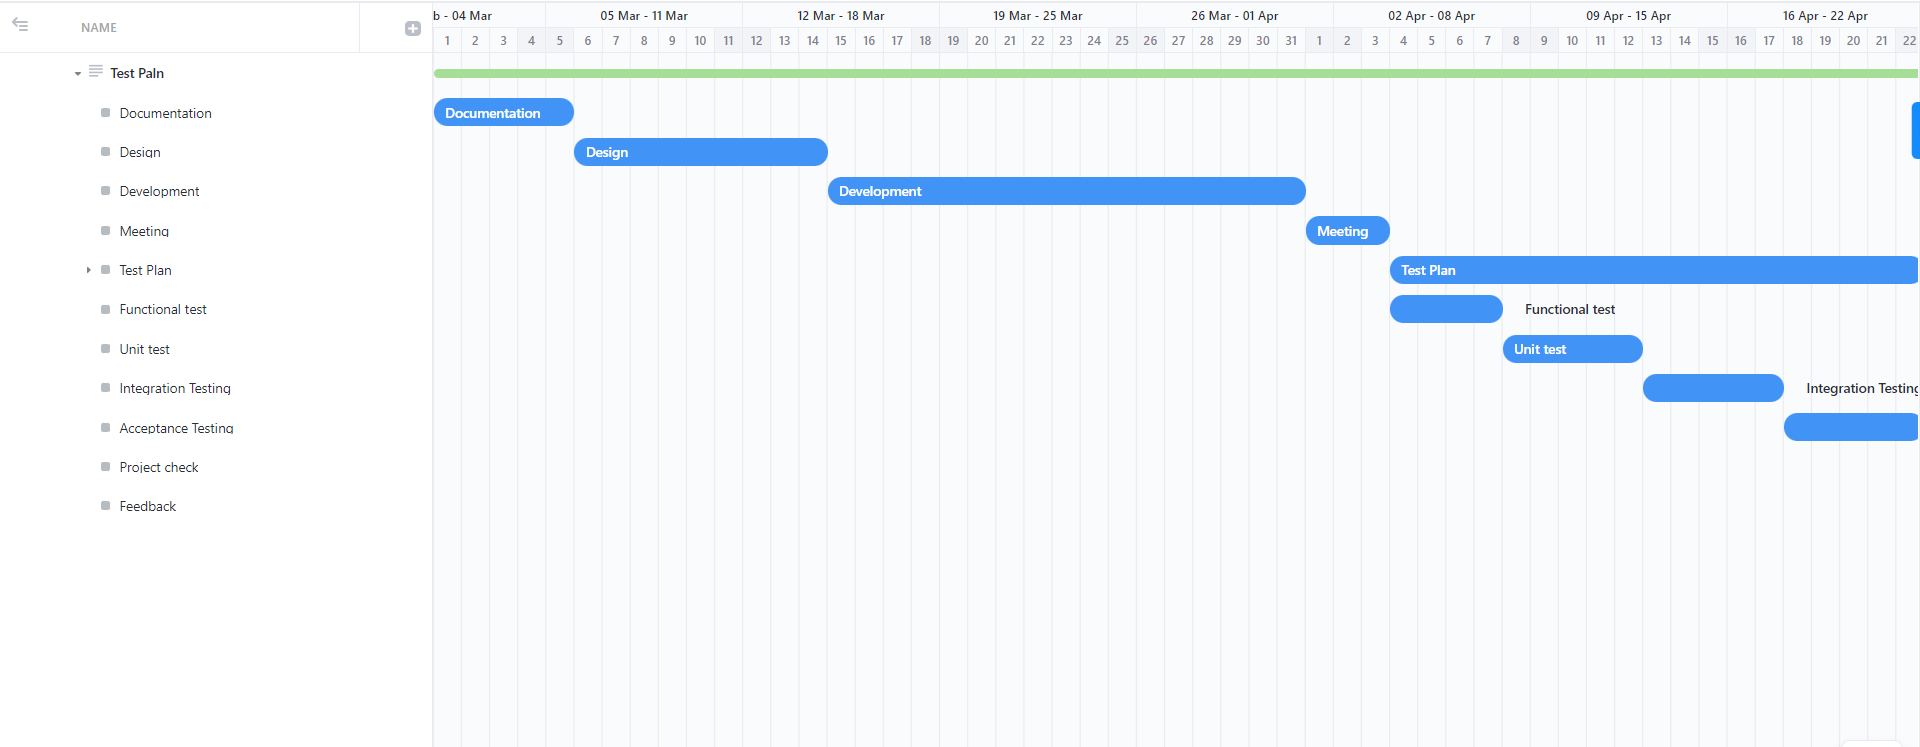 NAME
b - 04 Mar 05 Mar - 11 Mar 12 Mar - 18 Mar 19 Mar - 25 Mar 26 Mar - 01 Apr 02 Apr - 08 Apr 09 Apr - 15 Apr 16 Apr - 22 Apr
1 2 3 4 5 6 7 8 9 10 11 12 13 14 15 16 17 18 19 20 21 22 23 24 25 26 27 28 29 30 31 1 2 3 4 5 6 7 8 9 10 11 12 13 14 15 16 17 18 19 20 21 22
Test Paln
Documentation Documentation
Design Design
Development Development
Meeting Meeting
Test Plan Test Plan
Functional test Functional test
Unit test Unit test
Integration Testing Integration Testing
Acceptance Testing
Project check
Feedback